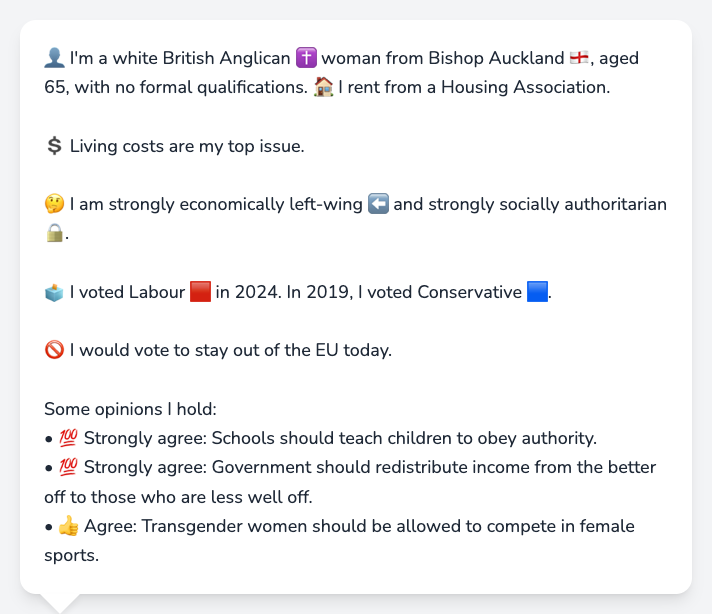 👤 I'm a white British Anglican ✝️ woman from Bishop Auckland 🏴󠁧󠁢󠁥󠁮󠁧󠁿, aged
65, with no formal qualifications. 🏠 I rent from a Housing Association.
💲 Living costs are my top issue.
🤔 I am strongly economically left-wing ⬅️ and strongly socially authoritarian
🔒.
🗳️ I voted Labour 🟥 in 2024. In 2019, I voted Conservative 🟦.
🚫 I would vote to stay out of the EU today.
Some opinions I hold:
• 💯 Strongly agree: Schools should teach children to obey authority.
• 💯 Strongly agree: Government should redistribute income from the better
off to those who are less well off.
• 👍 Agree: Transgender women should be allowed to compete in female
sports.